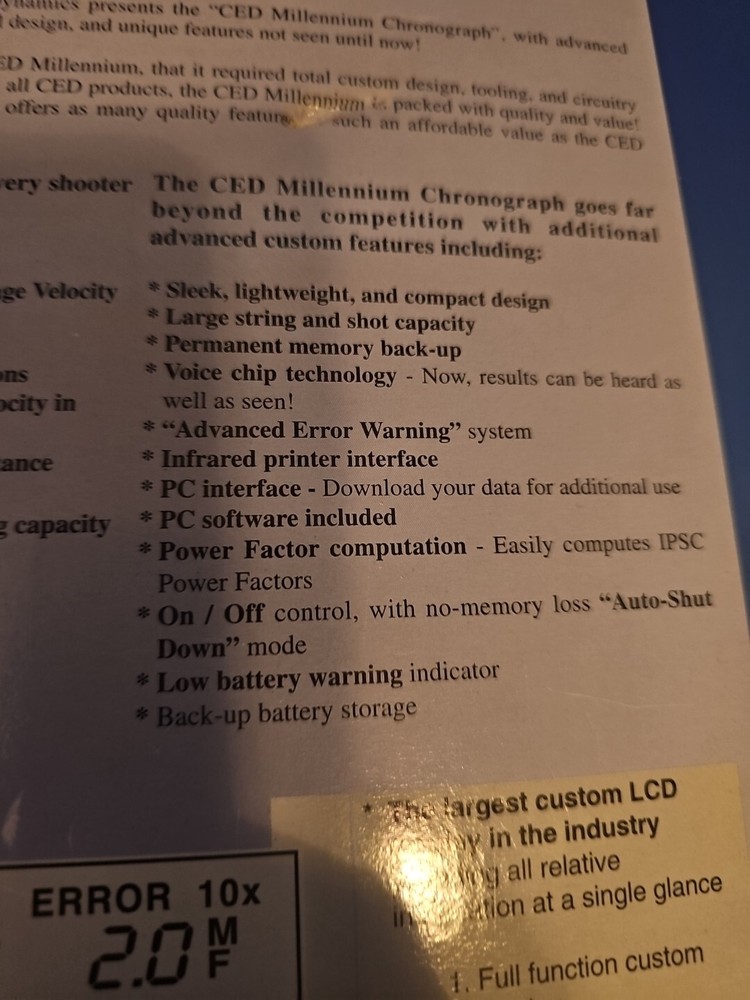 presents the "CED Millennium Chronograph", with advanced
design, and unique features not seen until now!
Millennium, that it required total custom design, tooling, and circuitry
all CED products, the CED Millennium is packed with quality and value!
offers as many quality such an affordable value as the CED
very shooter
The CED Millennium Chronograph goes far
beyond the competition with additional
advanced custom features including:
ge Velocity
* Sleek, lightweight, and compact design
* Large string and shot capacity
* Permanent memory back-up
ons
* Voice chip technology - Now, results can be heard as
ocity in
well as seen!
* "Advanced Error Warning" system
ance
* Infrared printer interface
* PC interface - Download your data for additional use
g capacity
* PC software included
* Power Factor computation - Easily computes IPSC
Power Factors
* On / Off control, with no-memory loss "Auto-Shut
Down" mode
* Low battery warning indicator
* Back-up battery storage
* The largest custom LCD
in the industry
all relative
at a single glance
1. Full function custom
ERROR 10x
2.0 M
F